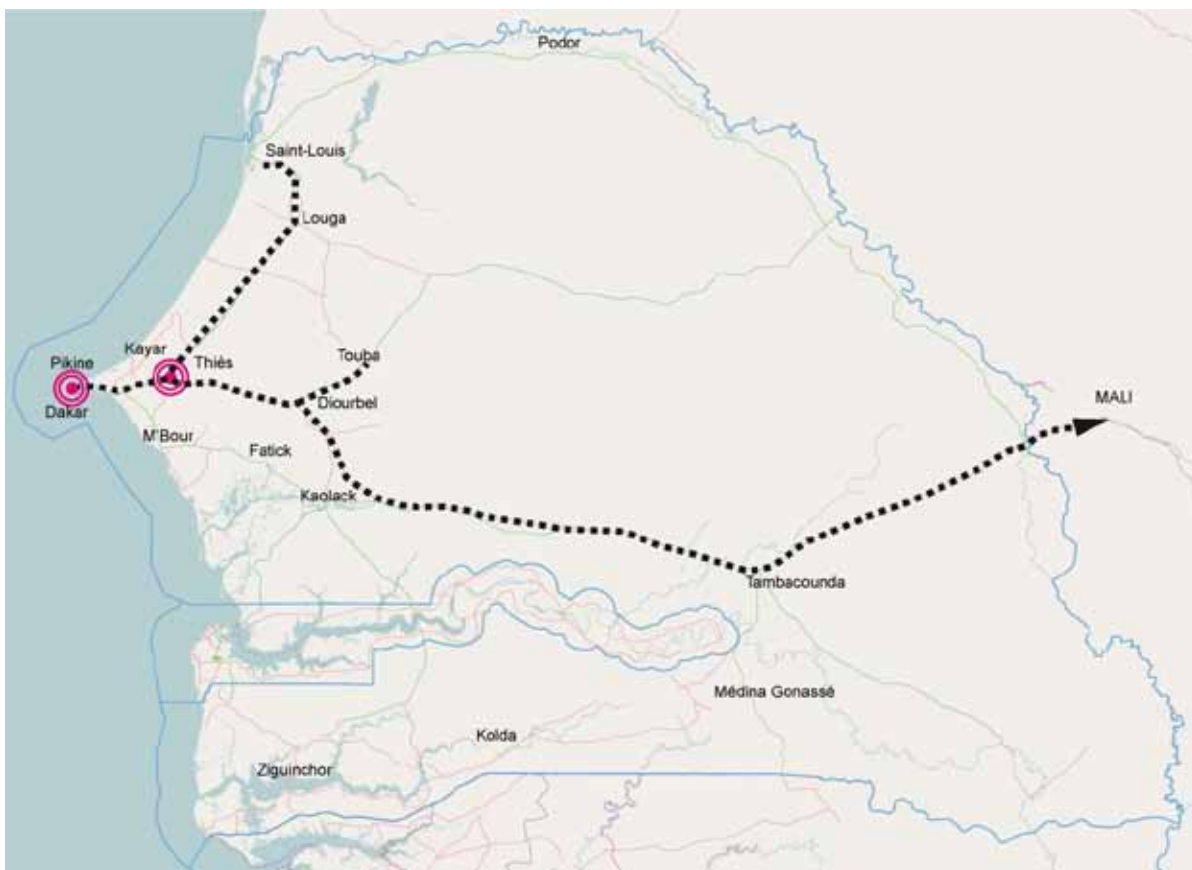 Podor
Saint-Louis
Louga
Kayar
Pikine
Thiès
Touba
Dakar
Diourbel
MALI
M'Bour
Fatick
Kaolack
Tambacounda
Médina Gonassé
Kolda
Ziguinchor